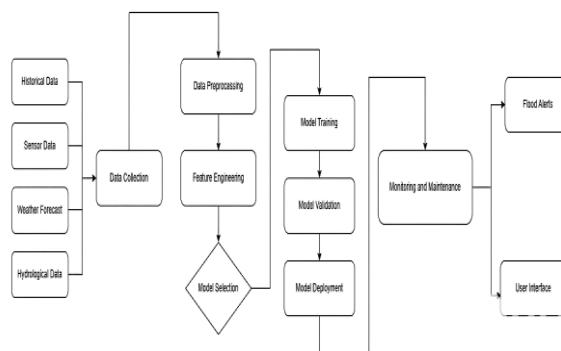 Historical Data
Sensor Data
Weather Forecast
Hydrological Data
Data Collection
Data Preprocassing
Feature Engineering
Model Selection
Model Training
Model Validation
Model Deployment
Monitoring and Maintenance
Flood Alerts
User Interface